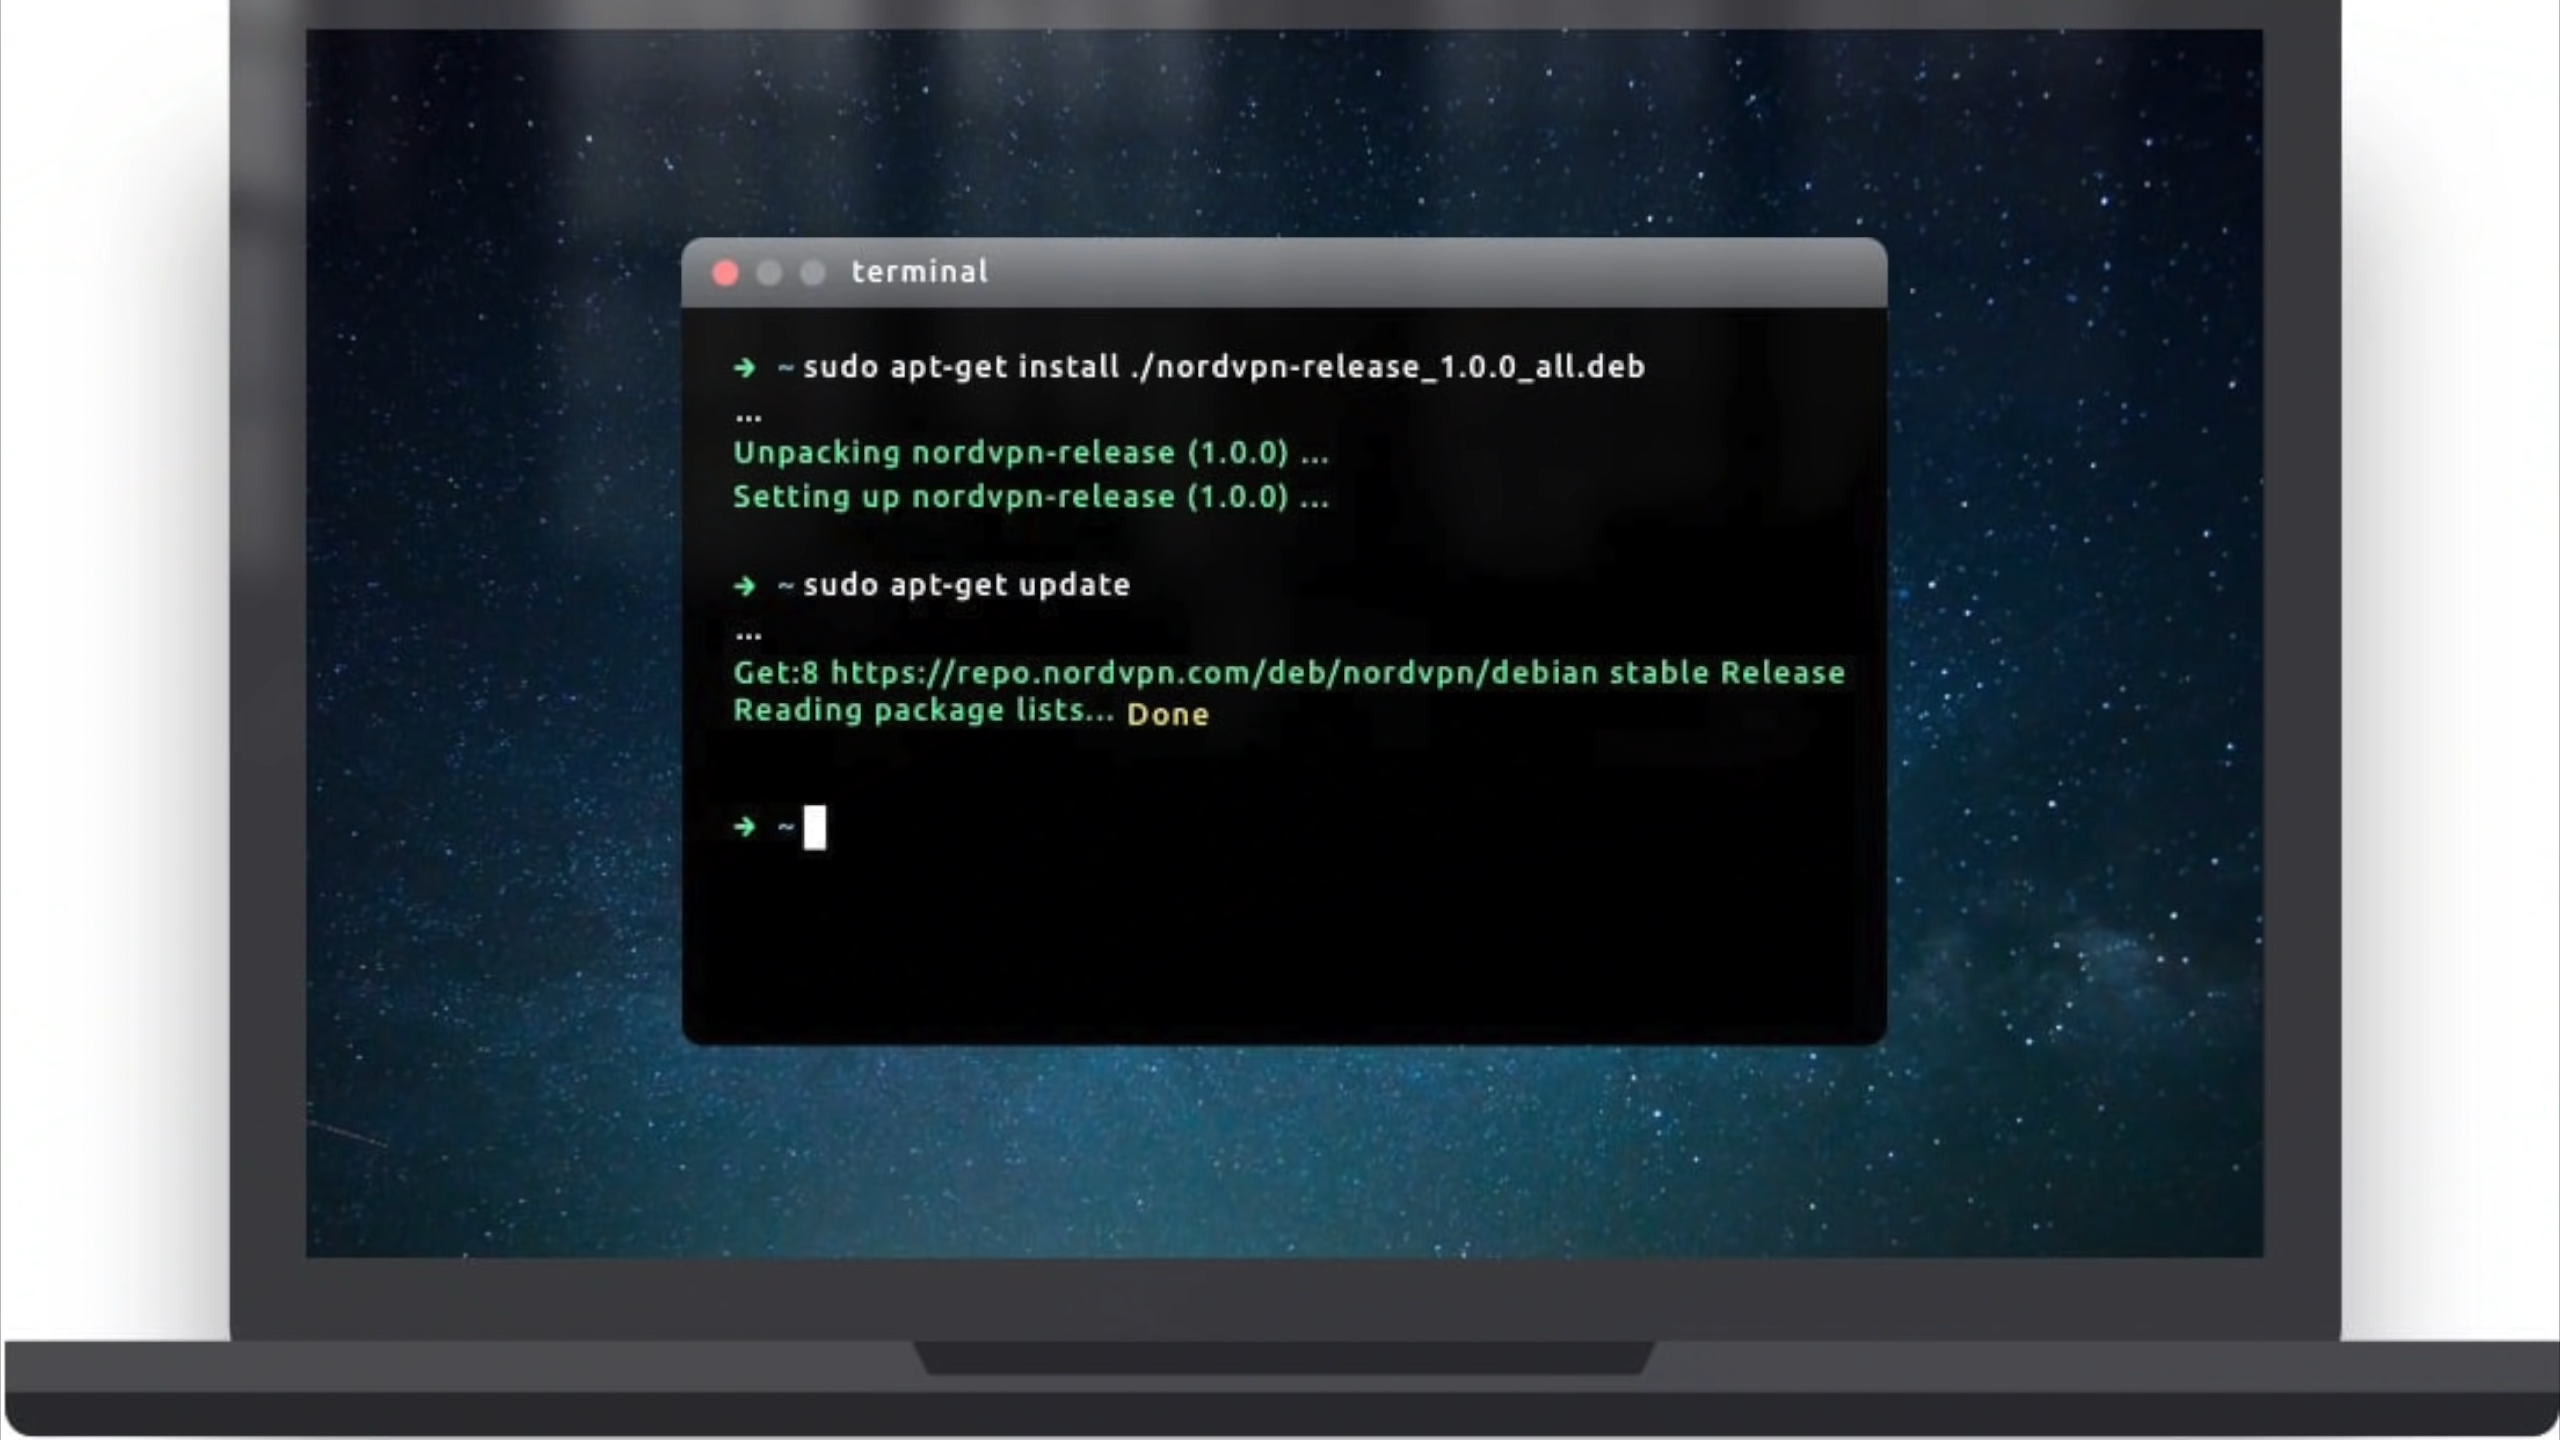 terminal
➔ ~ sudo apt-get install ./nordvpn-release_1.0.0_all.deb
...
Unpacking nordvpn-release (1.0.0) ...
Setting up nordvpn-release (1.0.0) ...
➔ ~ sudo apt-get update
...
Get:8 https://repo.nordvpn.com/deb/nordvpn/debian stable Release
Reading package lists... Done
➔ ~